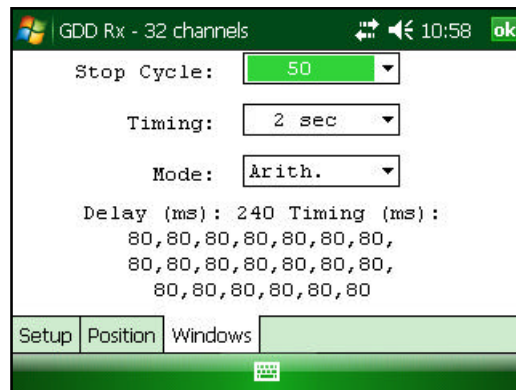 GDD Rx - 32 channels 10:58 ok
Stop Cycle: 50
Timing: 2 sec
Mode: Arith.
Delay (ms): 240 Timing (ms):
80,80,80,80,80,80,80,
80,80,80,80,80,80,80,
80,80,80,80,80,80
Setup Position Windows